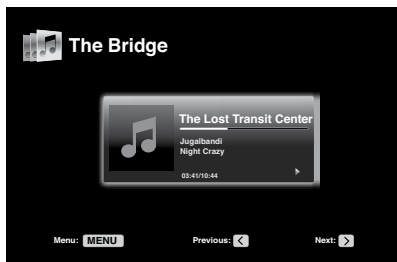 The Bridge
The Lost Transit Center
Jugalbandi
Night Crazy
03:41/10:44
Menu: MENU Previous: < Next: >